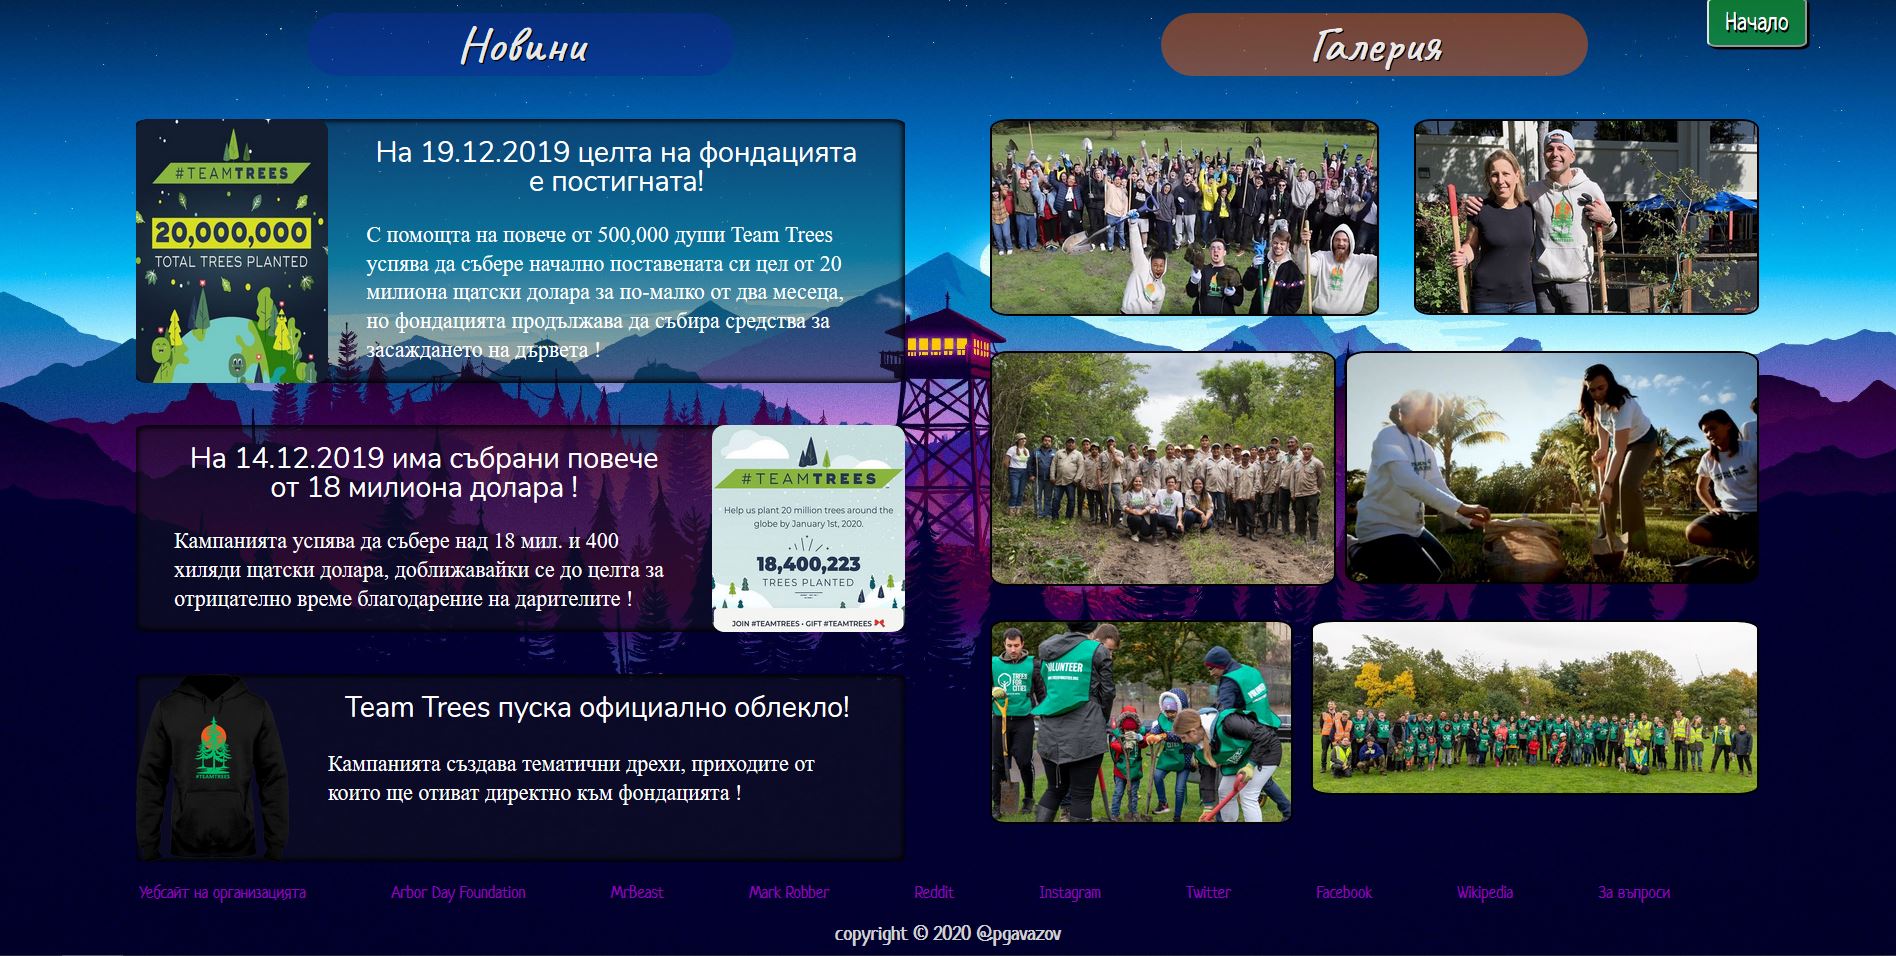 Новини
Галерия
Начало
#TEAMTREES
20,000,000
TOTAL TREES PLANTED
На 19.12.2019 целта на фондацията
е постигната!
С помощта на повече от 500,000 души Team Trees
успява да събере начално поставената си цел от 20
милиона щатски долара за по-малко от два месеца,
но фондацията продължава да събира средства за
засаждането на дървета !
На 14.12.2019 има събрани повече
от 18 милиона долара !
Кампанията успява да събере над 18 мил. и 400
хиляди щатски долара, доближавайки се до целта за
отрицателно време благодарение на дарителите !
#TEAMTREES
Help us plant 20 million trees around the
globe by January 1st, 2020.
18,400,223
TREES PLANTED
JOIN #TEAMTREES • GIFT #TEAMTREES
#TEAMTREES
Team Trees пуска официално облекло!
Кампанията създава тематични дрехи, приходите от
които ще отиват директно към фондацията !
TREES
FOR
CITIES
VOLUNTEER
Уебсайт на организацията
Arbor Day Foundation
MrBeast
Mark Robber
Reddit
Instagram
Twitter
Facebook
Wikipedia
За въпроси
copyright © 2020 @pgavazov